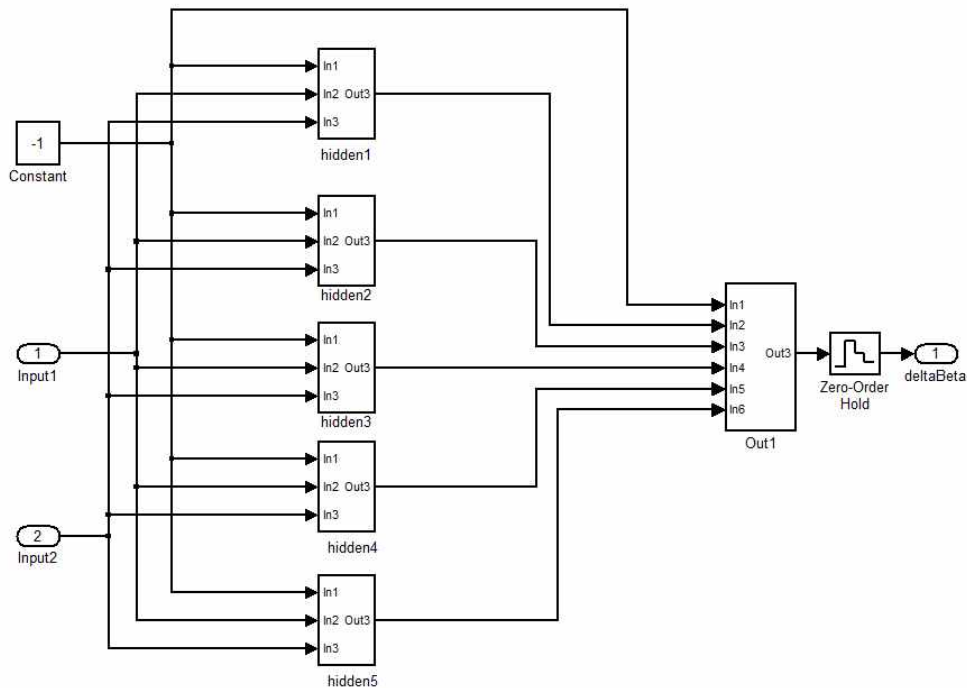 In1
In2 Out3
In3
hidden1
-1
Constant
In1
In2 Out3
In3
hidden2
In1
In2 Out3
In3
hidden3
1
Input1
In1
In2 Out3
In3
hidden4
2
Input2
In1
In2 Out3
In3
hidden5
In1
In2
In3
Out3
In4
In5
In6
Out1
Zero-Order
Hold
1
deltaBeta